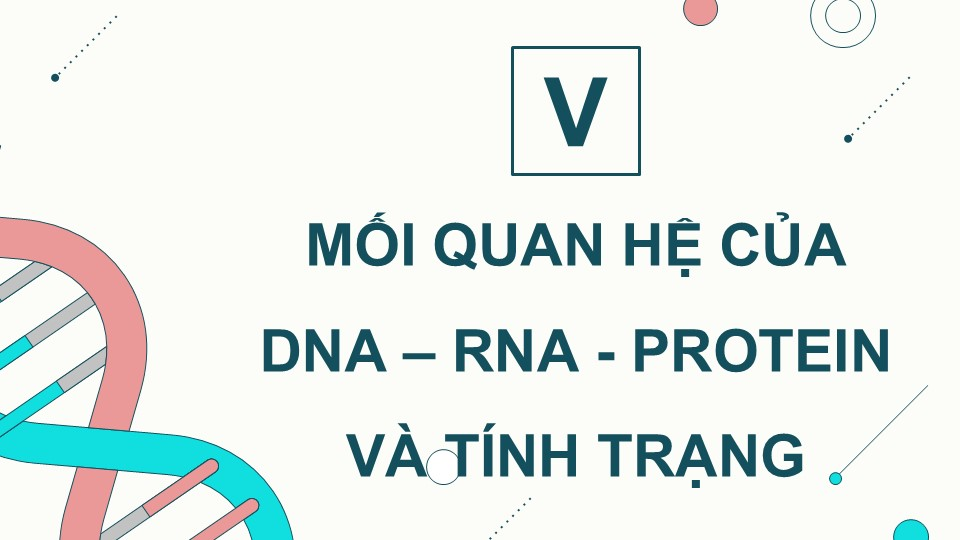 V
MỐI QUAN HỆ CỦA
DNA – RNA - PROTEIN
VÀ TÍNH TRẠNG